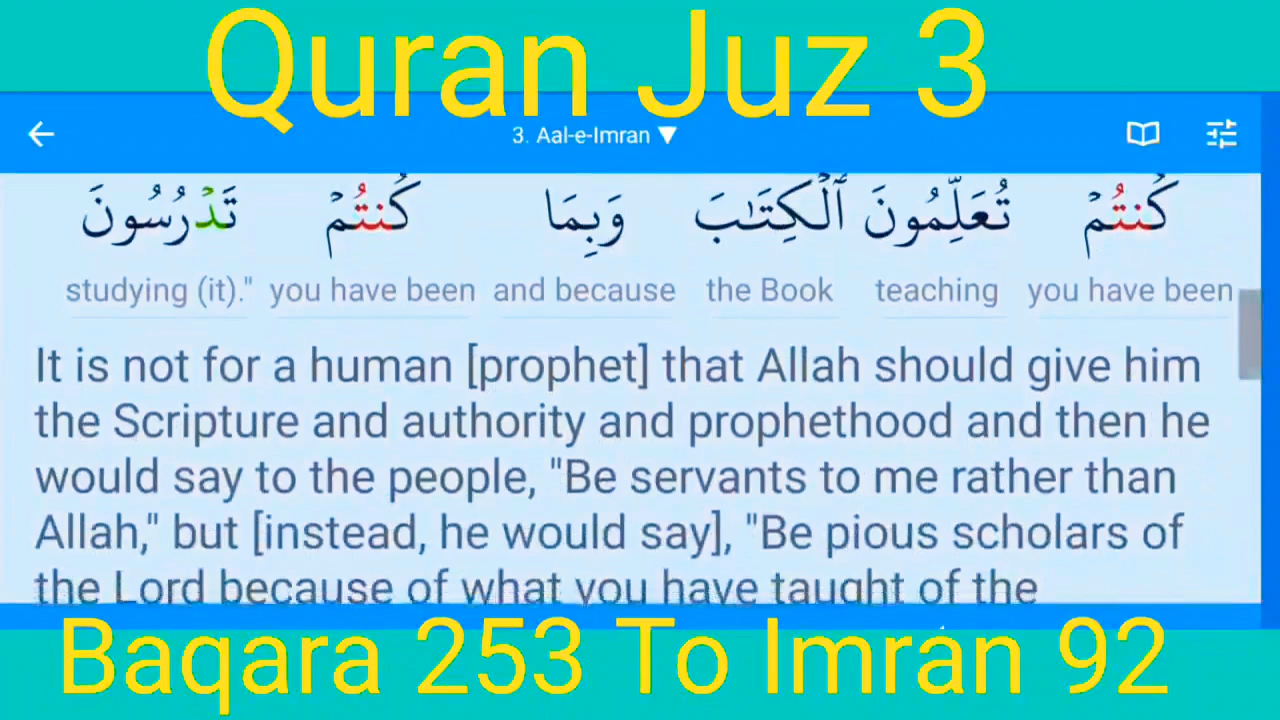 Quran Juz 3
3. Aal-e-Imran ▼
كُنتُمْ تُعَلِّمُونَ ٱلْكِتَٰبَ وَبِمَا كُنتُمْ تَدْرُسُونَ
studying (it)." you have been and because the Book teaching you have been
It is not for a human [prophet] that Allah should give him
the Scripture and authority and prophethood and then he
would say to the people, "Be servants to me rather than
Allah," but [instead, he would say], "Be pious scholars of
the Lord because of what you have taught of the
Baqara 253 To Imran 92